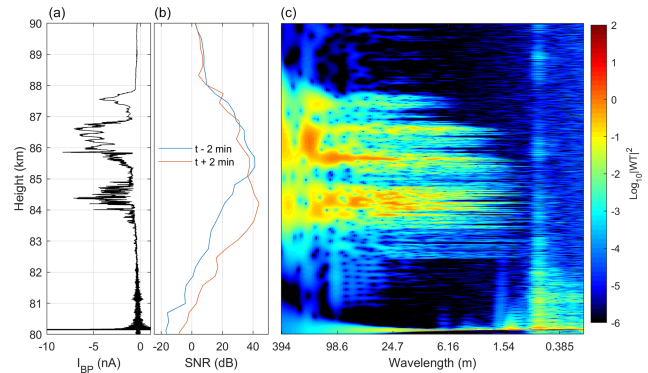 (a) (b) (c)
90
89
88
87
86
85
84
83
82
81
80
Height (km)
-10 -5 0
I_BP (nA)
t - 2 min
t + 2 min
-20 0 20 40
SNR (dB)
394 98.6 24.7 6.16 1.54 0.385
Wavelength (m)
2
1
0
-1
-2
-3
-4
-5
-6
Log₁₀|WT|²